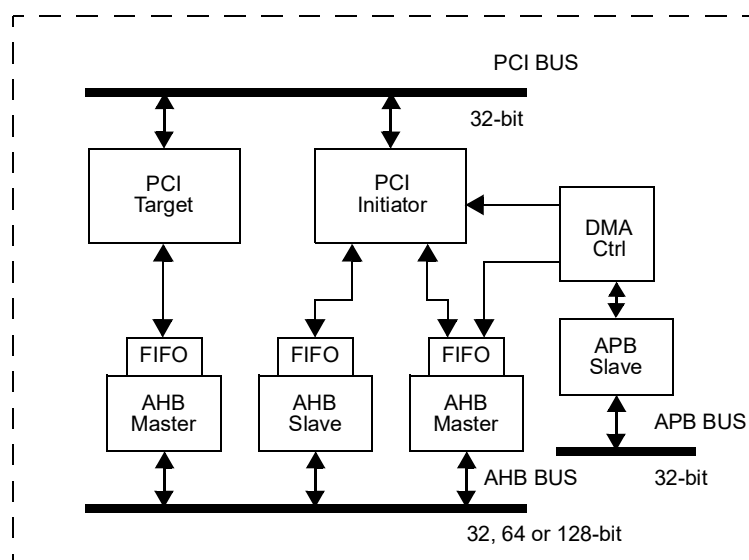 PCI BUS
32-bit
PCI
Target
PCI
Initiator
DMA
Ctrl
FIFO
FIFO
FIFO
APB
Slave
AHB
Master
AHB
Slave
AHB
Master
APB BUS
AHB BUS
32-bit
32, 64 or 128-bit